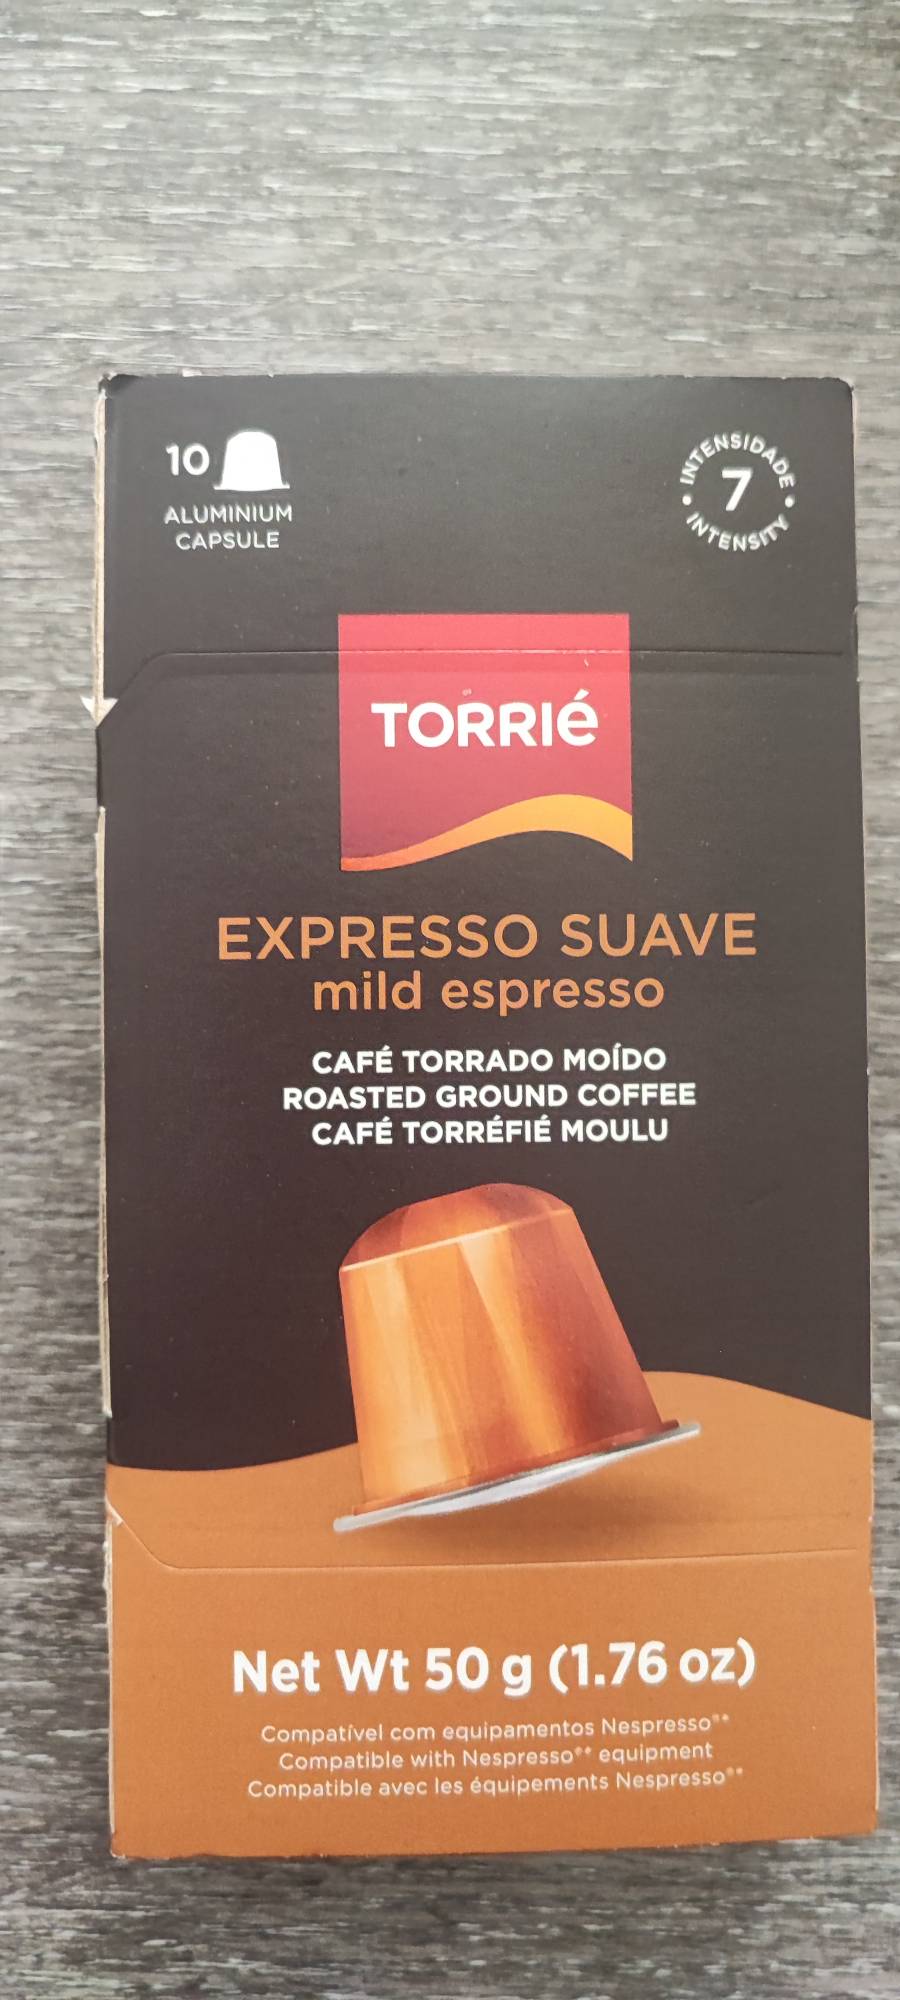 10
ALUMINIUM
CAPSULE
INTENSIDADE
7
INTENSITY
TORRIé
EXPRESSO SUAVE
mild espresso
CAFÉ TORRADO MOÍDO
ROASTED GROUND COFFEE
CAFÉ TORRÉFIÉ MOULU
Net Wt 50 g (1.76 oz)
Compatível com equipamentos Nespresso®*
Compatible with Nespresso®* equipment
Compatible avec les équipements Nespresso®*